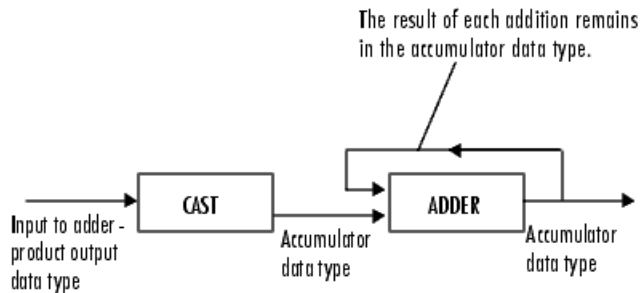 The result of each addition remains
in the accumulator data type.
CAST
ADDER
Input to adder -
product output
data type
Accumulator
data type
Accumulator
data type